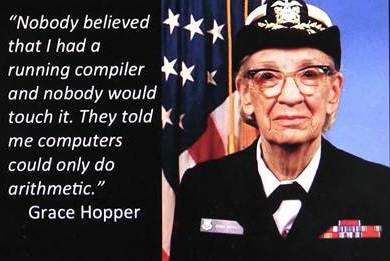 “Nobody believed
that I had a
running compiler
and nobody would
touch it. They told
me computers
could only do
arithmetic.”
Grace Hopper